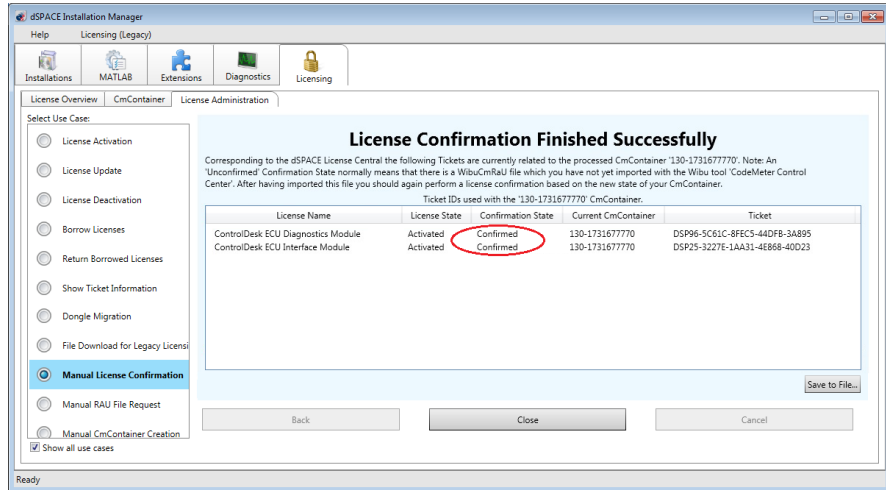 dSPACE Installation Manager
Help Licensing (Legacy)
Installations MATLAB Extensions Diagnostics Licensing
License Overview CmContainer License Administration
Select Use Case:
License Activation
License Update
License Deactivation
Borrow Licenses
Return Borrowed Licenses
Show Ticket Information
Dongle Migration
File Download for Legacy Licensi
Manual License Confirmation
Manual RAU File Request
Manual CmContainer Creation
Show all use cases
License Confirmation Finished Successfully
Corresponding to the dSPACE License Central the following Tickets are currently related to the processed CmContainer '130-1731677770'. Note: An
'Unconfirmed' Confirmation State normally means that there is a WibuCmRaU file which you have not yet imported with the Wibu tool 'CodeMeter Control
Center'. After having imported this file you should again perform a license confirmation based on the new state of your CmContainer.
Ticket IDs used with the '130-1731677770' CmContainer.
License Name License State Confirmation State Current CmContainer Ticket
ControlDesk ECU Diagnostics Module Activated Confirmed 130-1731677770 DSP96-5C61C-8FEC5-44DFB-3A895
ControlDesk ECU Interface Module Activated Confirmed 130-1731677770 DSP25-3227E-1AA31-4E868-40D23
Save to File...
Back Close Cancel
Ready